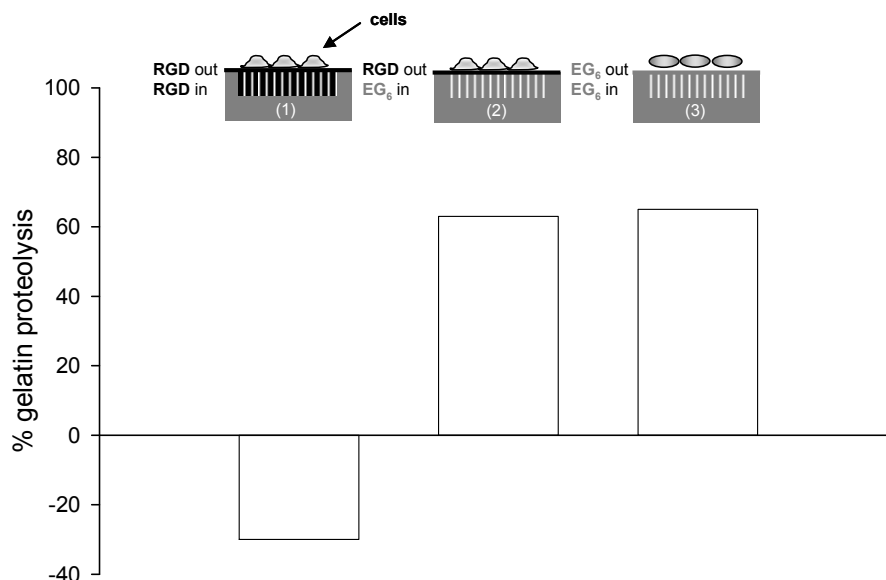 cells
RGD out RGD out EG₆ out
RGD in EG₆ in EG₆ in
(1) (2) (3)
100
80
60
40
20
0
-20
-40
% gelatin proteolysis